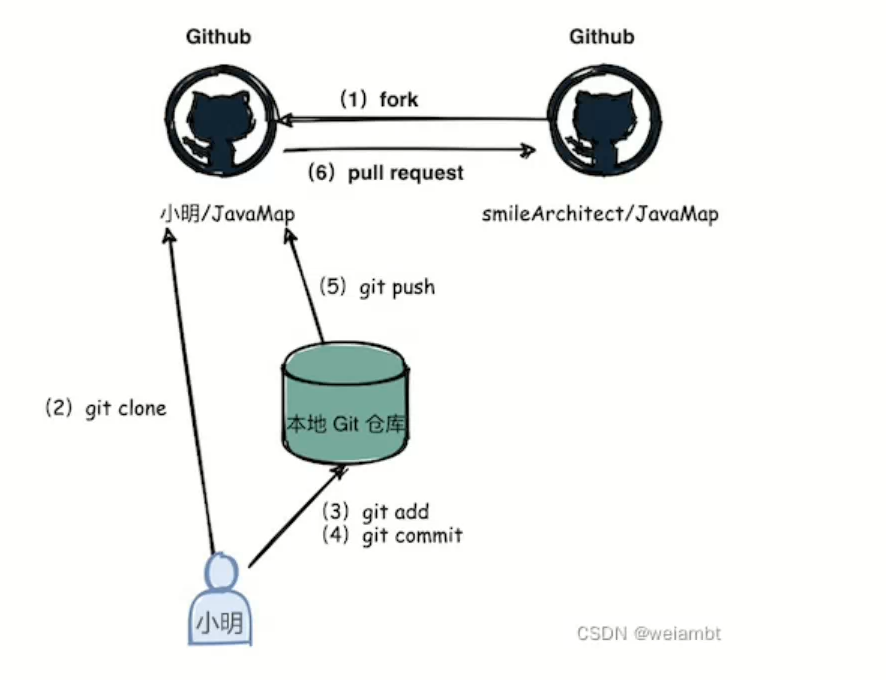 Github
Github
（1）fork
（6）pull request
小明/JavaMap
smileArchitect/JavaMap
（5）git push
（2）git clone
本地 Git 仓库
（3）git add
（4）git commit
小明
CSDN @weiambt